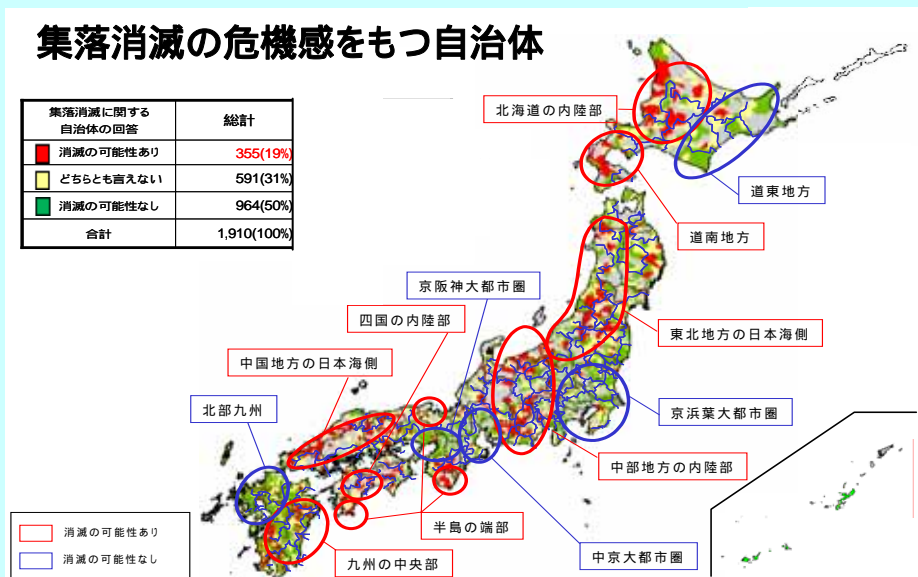 集落消滅の危機感をもつ自治体
集落消滅に関する
自治体の回答
総計
消滅の可能性あり
355(19%)
どちらとも言えない
591(31%)
消滅の可能性なし
964(50%)
合計
1,910(100%)
北海道の内陸部
道東地方
道南地方
京阪神大都市圏
四国の内陸部
東北地方の日本海側
中国地方の日本海側
北部九州
京浜葉大都市圏
中部地方の内陸部
半島の端部
中京大都市圏
九州の中央部
消滅の可能性あり
消滅の可能性なし